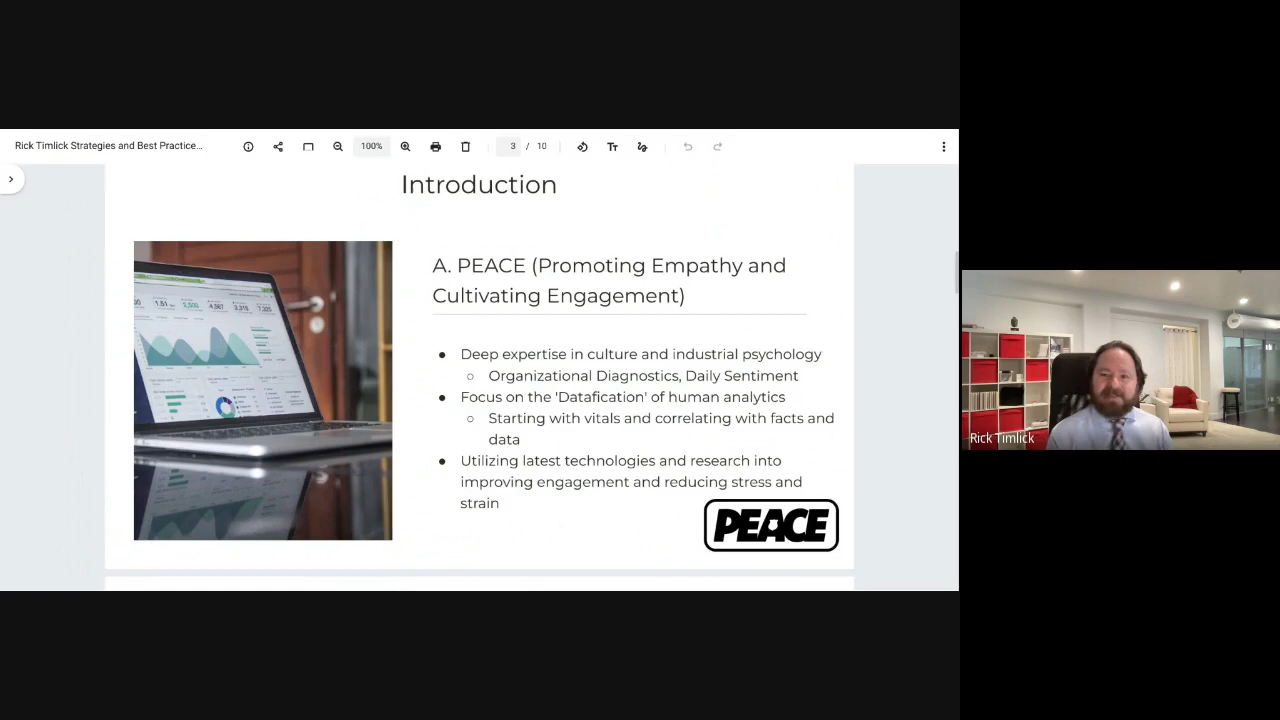 Rick Timlick Strategies and Best Practice...
100%
3 / 10
Tт
Introduction
A. PEACE (Promoting Empathy and
Cultivating Engagement)
● Deep expertise in culture and industrial psychology
○ Organizational Diagnostics, Daily Sentiment
● Focus on the 'Datafication' of human analytics
○ Starting with vitals and correlating with facts and
data
● Utilizing latest technologies and research into
improving engagement and reducing stress and
strain
PEACE
Rick Timlick